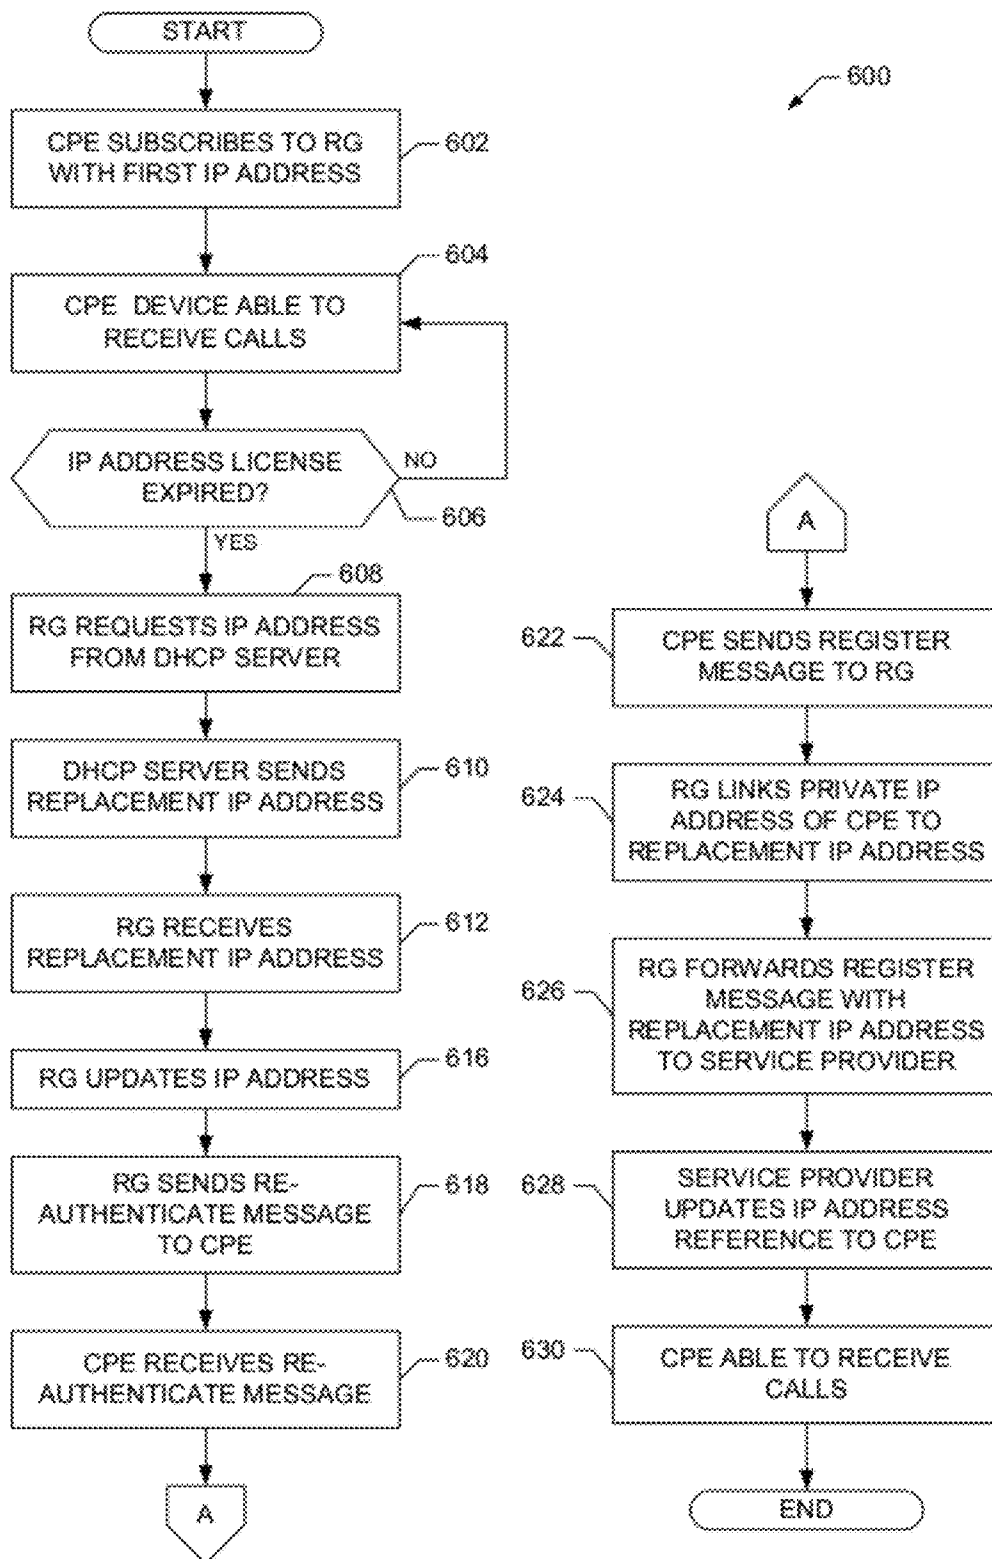 START
600
CPE SUBSCRIBES TO RG
WITH FIRST IP ADDRESS
602
604
CPE DEVICE ABLE TO
RECEIVE CALLS
IP ADDRESS LICENSE
EXPIRED?
NO
606
YES
608
RG REQUESTS IP ADDRESS
FROM DHCP SERVER
DHCP SERVER SENDS
REPLACEMENT IP ADDRESS
610
RG RECEIVES
REPLACEMENT IP ADDRESS
612
RG UPDATES IP ADDRESS
616
RG SENDS RE-
AUTHENTICATE MESSAGE
TO CPE
618
CPE RECEIVES RE-
AUTHENTICATE MESSAGE
620
A
A
622
CPE SENDS REGISTER
MESSAGE TO RG
624
RG LINKS PRIVATE IP
ADDRESS OF CPE TO
REPLACEMENT IP ADDRESS
626
RG FORWARDS REGISTER
MESSAGE WITH
REPLACEMENT IP ADDRESS
TO SERVICE PROVIDER
628
SERVICE PROVIDER
UPDATES IP ADDRESS
REFERENCE TO CPE
630
CPE ABLE TO RECEIVE
CALLS
END